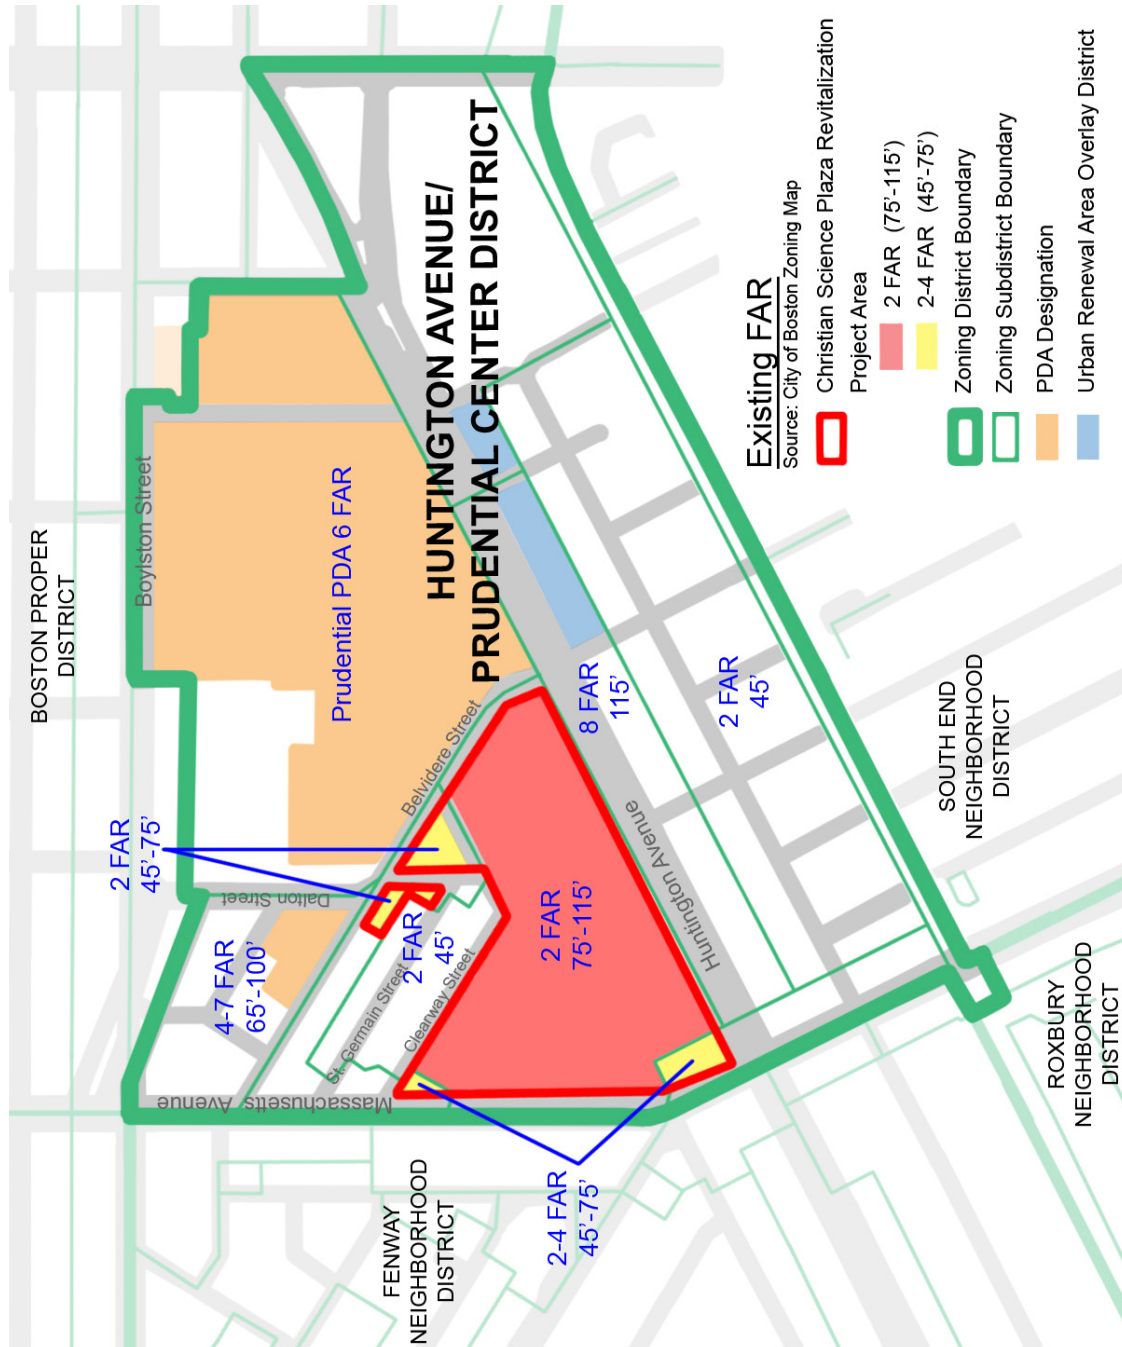 BOSTON PROPER
DISTRICT
Boylston Street
Prudential PDA 6 FAR
HUNTINGTON AVENUE/
PRUDENTIAL CENTER DISTRICT
2 FAR
45'-75'
Dalton Street
Belvidere Street
4-7 FAR
65'-100'
2 FAR
45'
St. Germain Street
Clearway Street
Massachusetts Avenue
2 FAR
75'-115'
8 FAR
115'
Huntington Avenue
2 FAR
45'
2-4 FAR
45'-75'
FENWAY
NEIGHBORHOOD
DISTRICT
SOUTH END
NEIGHBORHOOD
DISTRICT
ROXBURY
NEIGHBORHOOD
DISTRICT
Existing FAR
Source: City of Boston Zoning Map
Christian Science Plaza Revitalization
Project Area
2 FAR (75'-115')
2-4 FAR (45'-75')
Zoning District Boundary
Zoning Subdistrict Boundary
PDA Designation
Urban Renewal Area Overlay District